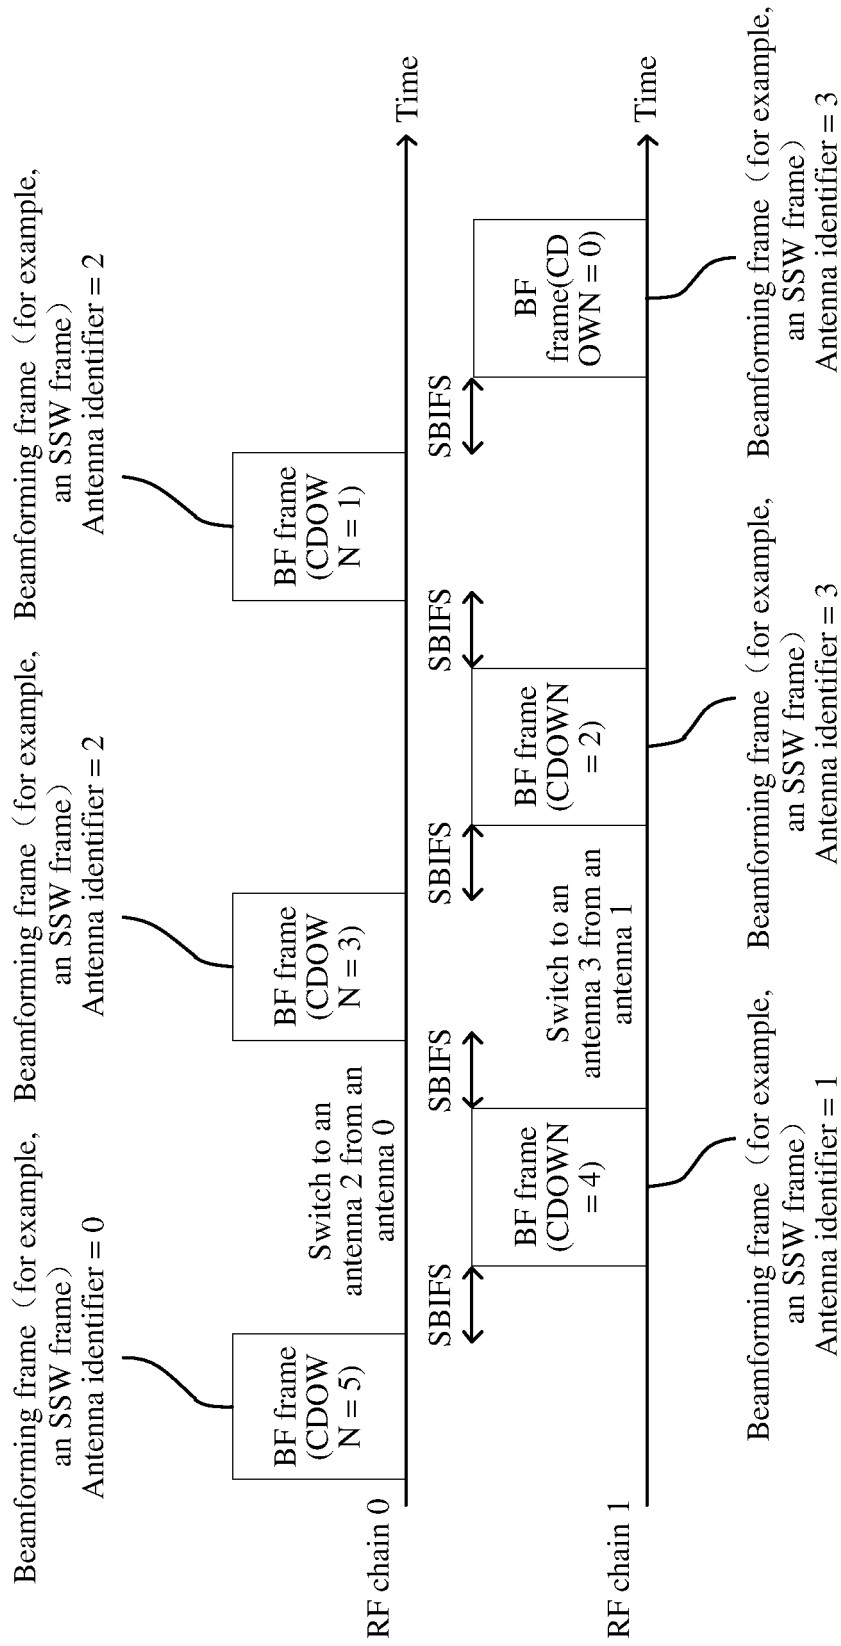 Beamforming frame (for example,
an SSW frame)
Antenna identifier = 0
Beamforming frame (for example,
an SSW frame)
Antenna identifier = 2
Beamforming frame (for example,
an SSW frame)
Antenna identifier = 2
RF chain 0
BF frame
(CDOW
N = 5)
Switch to an
antenna 2 from an
antenna 0
BF frame
(CDOW
N = 3)
BF frame
(CDOW
N = 1)
Time
SBIFS
SBIFS
SBIFS
SBIFS
SBIFS
RF chain 1
BF frame
(CDOWN
= 4)
Switch to an
antenna 3 from an
antenna 1
BF frame
(CDOWN
= 2)
BF
frame(CD
OWN = 0)
Time
Beamforming frame (for example,
an SSW frame)
Antenna identifier = 1
Beamforming frame (for example,
an SSW frame)
Antenna identifier = 3
Beamforming frame (for example,
an SSW frame)
Antenna identifier = 3